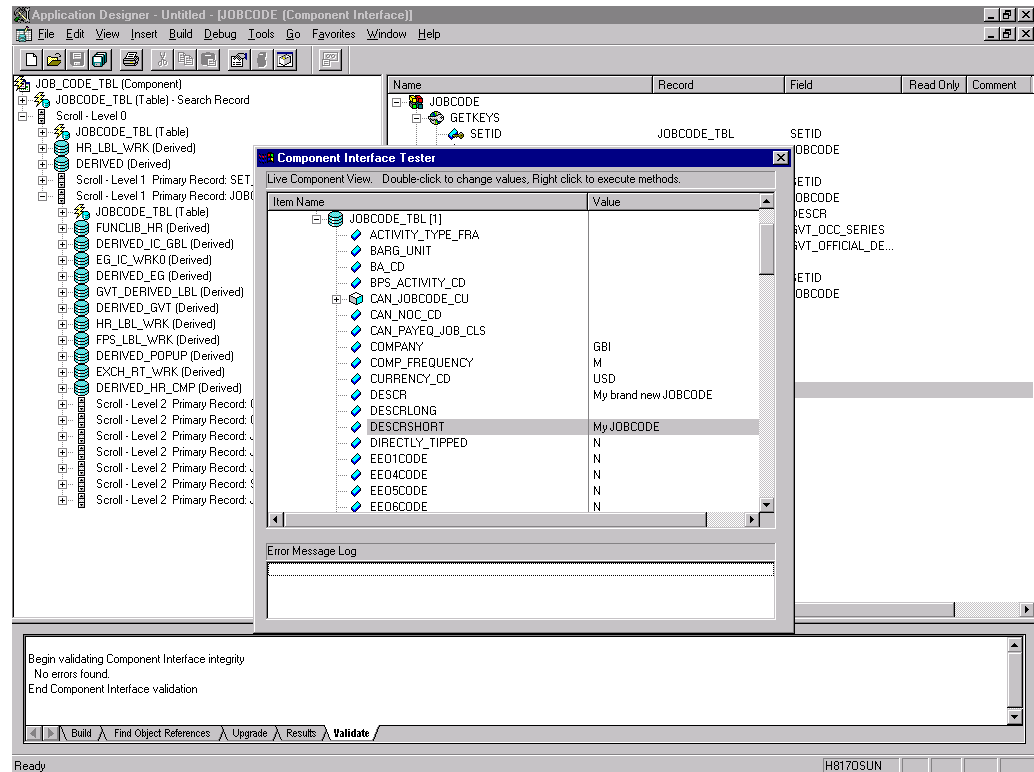 Application Designer - Untitled - [JOBCODE (Component Interface)]
File Edit View Insert Build Debug Tools Go Favorites Window Help
JOB_CODE_TBL (Component)
JOBCODE_TBL (Table) - Search Record
Scroll - Level 0
JOBCODE_TBL (Table)
HR_LBL_WRK (Derived)
DERIVED (Derived)
Scroll - Level 1 Primary Record: SET_
Scroll - Level 1 Primary Record: JOBC
JOBCODE_TBL (Table)
FUNCLIB_HR (Derived)
DERIVED_IC_GBL (Derived)
EG_IC_WRK0 (Derived)
DERIVED_EG (Derived)
GVT_DERIVED_LBL (Derived)
DERIVED_GVT (Derived)
HR_LBL_WRK (Derived)
FPS_LBL_WRK (Derived)
DERIVED_POPUP (Derived)
EXCH_RT_WRK (Derived)
DERIVED_HR_CMP (Derived)
Scroll - Level 2 Primary Record:
Scroll - Level 2 Primary Record:
Scroll - Level 2 Primary Record: J
Scroll - Level 2 Primary Record: J
Scroll - Level 2 Primary Record: J
Scroll - Level 2 Primary Record: S
Scroll - Level 2 Primary Record: J
Name Record Field Read Only Comment
JOBCODE
GETKEYS
SETID JOBCODE_TBL SETID
OBCODE
SETID
OBCODE
DESCR
GVT_OCC_SERIES
GVT_OFFICIAL_DE...
SETID
OBCODE
Component Interface Tester
Live Component View. Double-click to change values, Right click to execute methods.
Item Name Value
JOBCODE_TBL [1]
ACTIVITY_TYPE_FRA
BARG_UNIT
BA_CD
BPS_ACTIVITY_CD
CAN_JOBCODE_CU
CAN_NOC_CD
CAN_PAYEQ_JOB_CLS
COMPANY GBI
COMP_FREQUENCY M
CURRENCY_CD USD
DESCR My brand new JOBCODE
DESCRLONG
DESCRSHORT My JOBCODE
DIRECTLY_TIPPED N
EEO1CODE N
EEO4CODE N
EEO5CODE N
EEO6CODE N
Error Message Log
Begin validating Component Interface integrity
No errors found.
End Component Interface validation
Build Find Object References Upgrade Results Validate
Ready H8170SUN